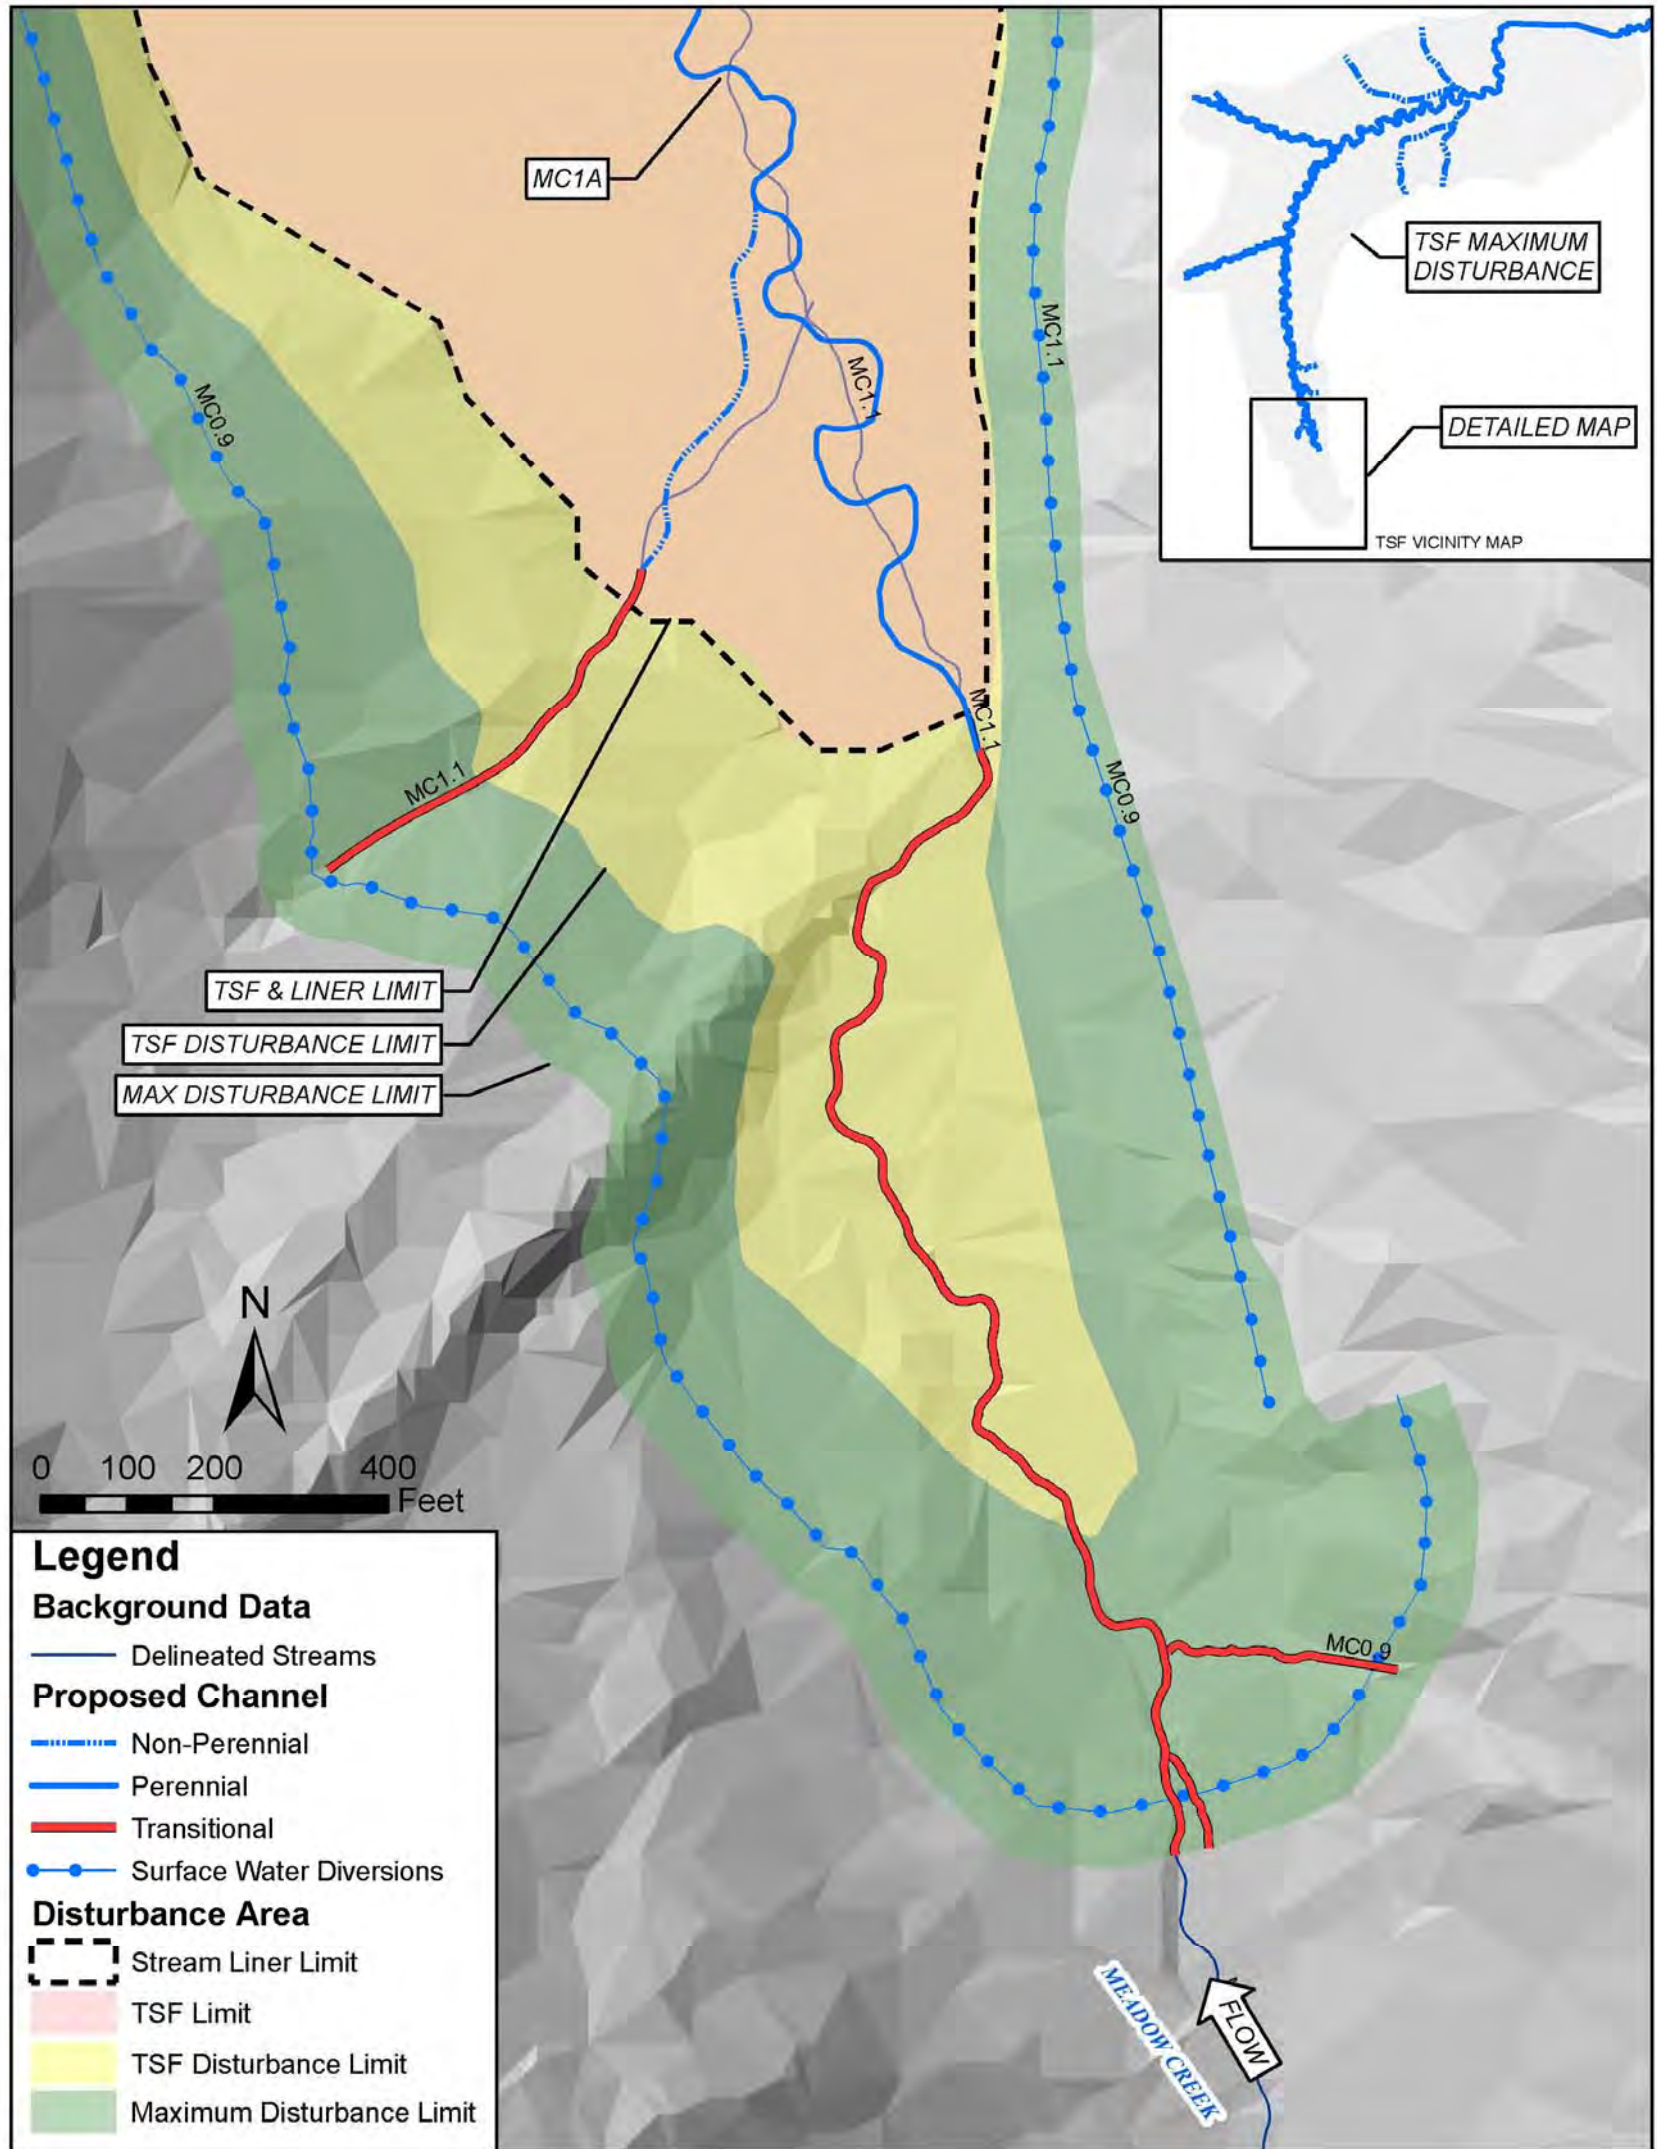 MC1A
TSF MAXIMUM
DISTURBANCE
DETAILED MAP
TSF VICINITY MAP
MC1.1
MC1.1
MC0.9
MC1.1
MC0.9
MC1.1
TSF & LINER LIMIT
TSF DISTURBANCE LIMIT
MAX DISTURBANCE LIMIT
N
0 100 200 400
Feet
MC0.9
MEADOW CREEK
FLOW
Legend
Background Data
Delineated Streams
Proposed Channel
Non-Perennial
Perennial
Transitional
Surface Water Diversions
Disturbance Area
Stream Liner Limit
TSF Limit
TSF Disturbance Limit
Maximum Disturbance Limit